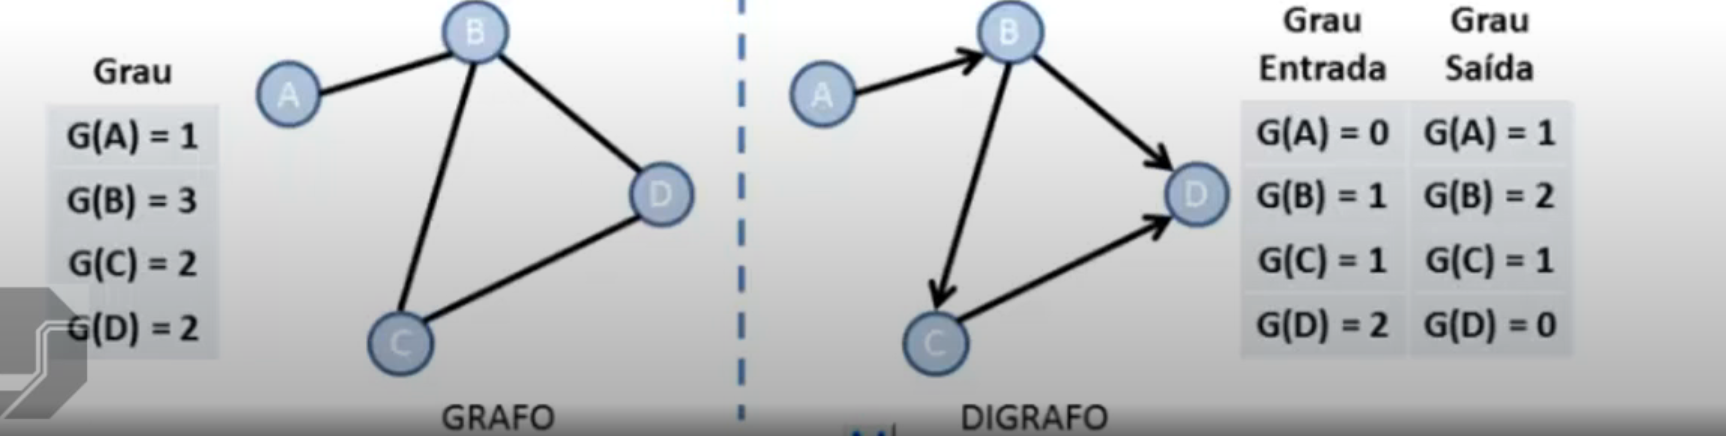 Grau
G(A) = 1
G(B) = 3
G(C) = 2
G(D) = 2
A
B
D
C
GRAFO
A
B
D
C
DIGRAFO
Grau Entrada
Grau Saída
G(A) = 0 G(A) = 1
G(B) = 1 G(B) = 2
G(C) = 1 G(C) = 1
G(D) = 2 G(D) = 0